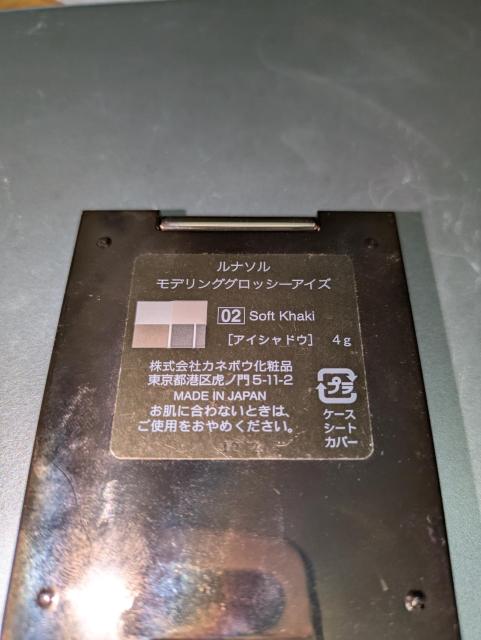 ルナソル
モデリンググロッシーアイズ
02 Soft Khaki
［アイシャドウ］ 4g
株式会社カネボウ化粧品
東京都港区虎ノ門5-11-2
MADE IN JAPAN
お肌に合わないときは、
ご使用をおやめください。
プラ
ケース
シート
カバー